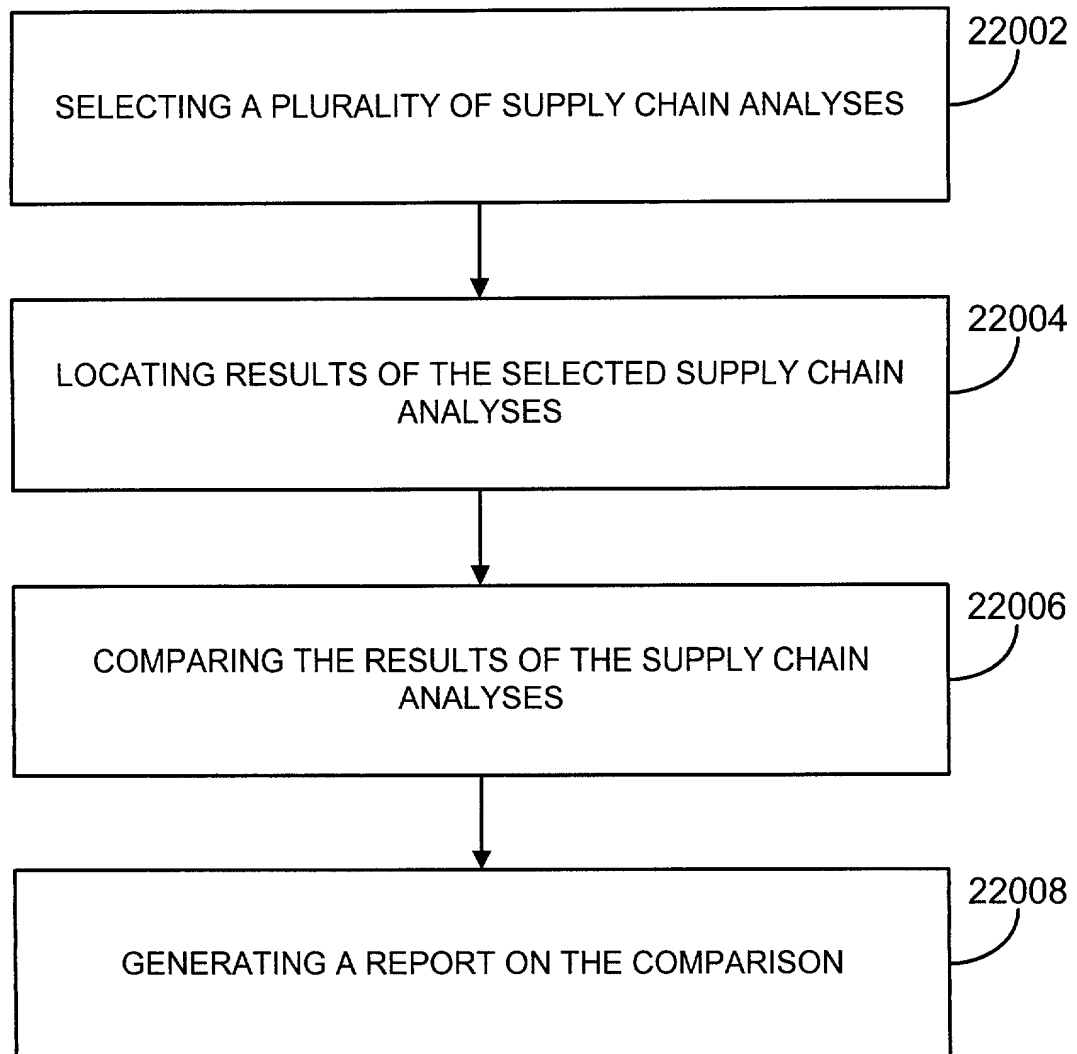 22002
SELECTING A PLURALITY OF SUPPLY CHAIN ANALYSES
22004
LOCATING RESULTS OF THE SELECTED SUPPLY CHAIN
ANALYSES
22006
COMPARING THE RESULTS OF THE SUPPLY CHAIN
ANALYSES
22008
GENERATING A REPORT ON THE COMPARISON